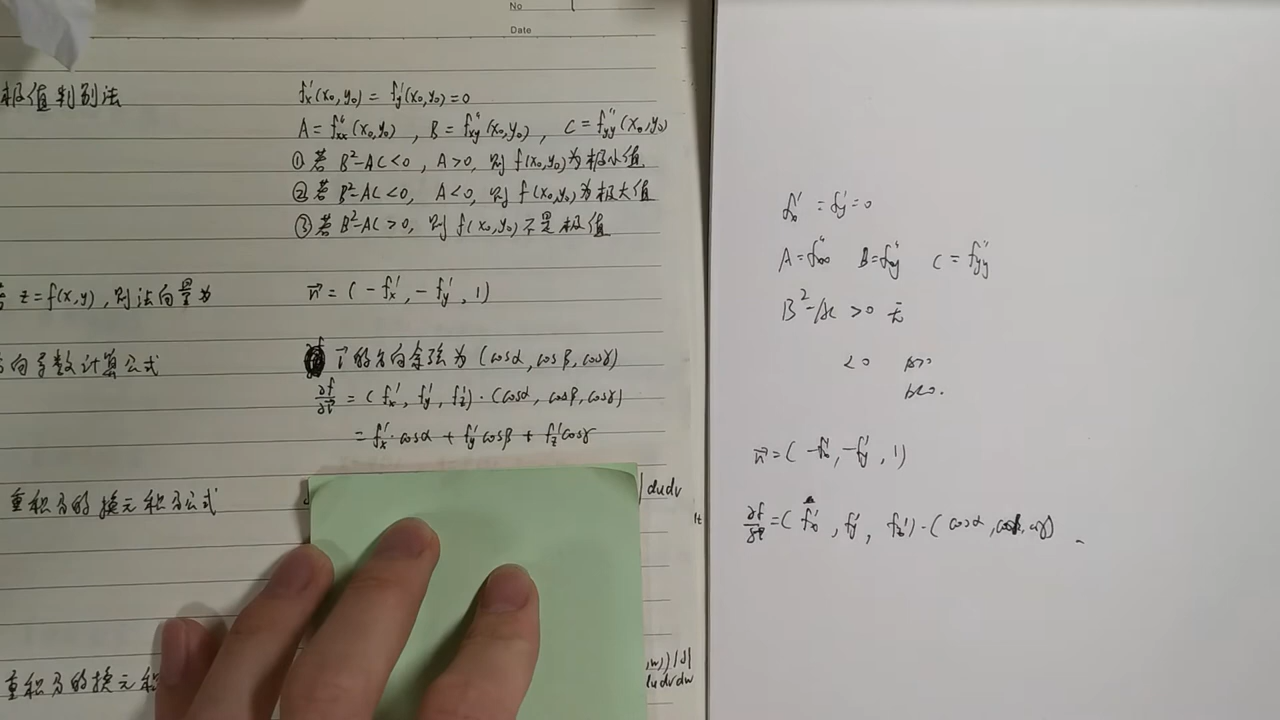 No
Date
极值判别法
f'x(x₀,y₀) = f'y(x₀,y₀) = 0
A = f''xx(x₀,y₀) , B = f''xy(x₀,y₀) , C = f''yy(x₀,y₀)
①若 B²-AC<0 , A>0, 则 f(x₀,y₀)为极小值
②若 B²-AC<0, A<0, 则 f(x₀,y₀)为极大值
③若 B²-AC>0, 则 f(x₀,y₀)不是极值
z=f(x,y), 则法向量为
n⃗ = (-f'x, -f'y, 1)
向导数计算公式
l⃗的方向余弦为(cosα, cosβ, cosγ)
∂f/∂l⃗ = (f'x, f'y, f'z)·(cosα, cosβ, cosγ)
= f'x·cosα + f'y cosβ + f'z cosγ
重积分的换元积分公式
| dudv
重积分的换元积
,w,)|J|
dudvdw
f'x = f'y = 0
A=f''xx B=f''xy C=f''yy
B²-AC >0 无
<0 A>0
A<0.
n⃗=(-f'x, -f'y, 1)
∂f/∂l⃗=(f'x, f'y, f'z)·(cosα, cosβ, cosγ)